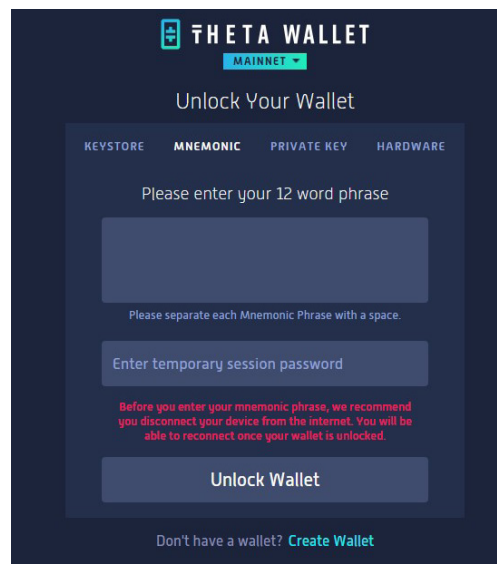 THETA WALLET
MAINNET
Unlock Your Wallet
KEYSTORE MNEMONIC PRIVATE KEY HARDWARE
Please enter your 12 word phrase
Please separate each Mnemonic Phrase with a space.
Enter temporary session password
Before you enter your mnemonic phrase, we recommend
you disconnect your device from the internet. You will be
able to reconnect once your wallet is unlocked.
Unlock Wallet
Don't have a wallet? Create Wallet